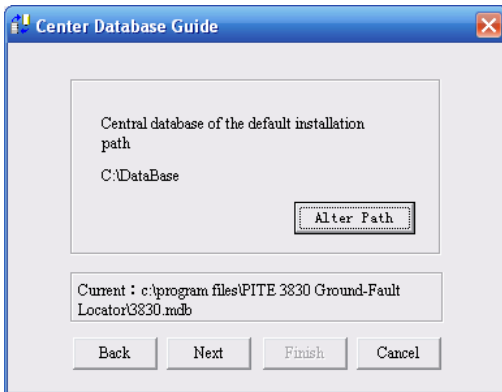 Center Database Guide
Central database of the default installation
path
C:\DataBase
Alter Path
Current：c:\program files\PITE 3830 Ground-Fault
Locator\3830.mdb
Back
Next
Finish
Cancel